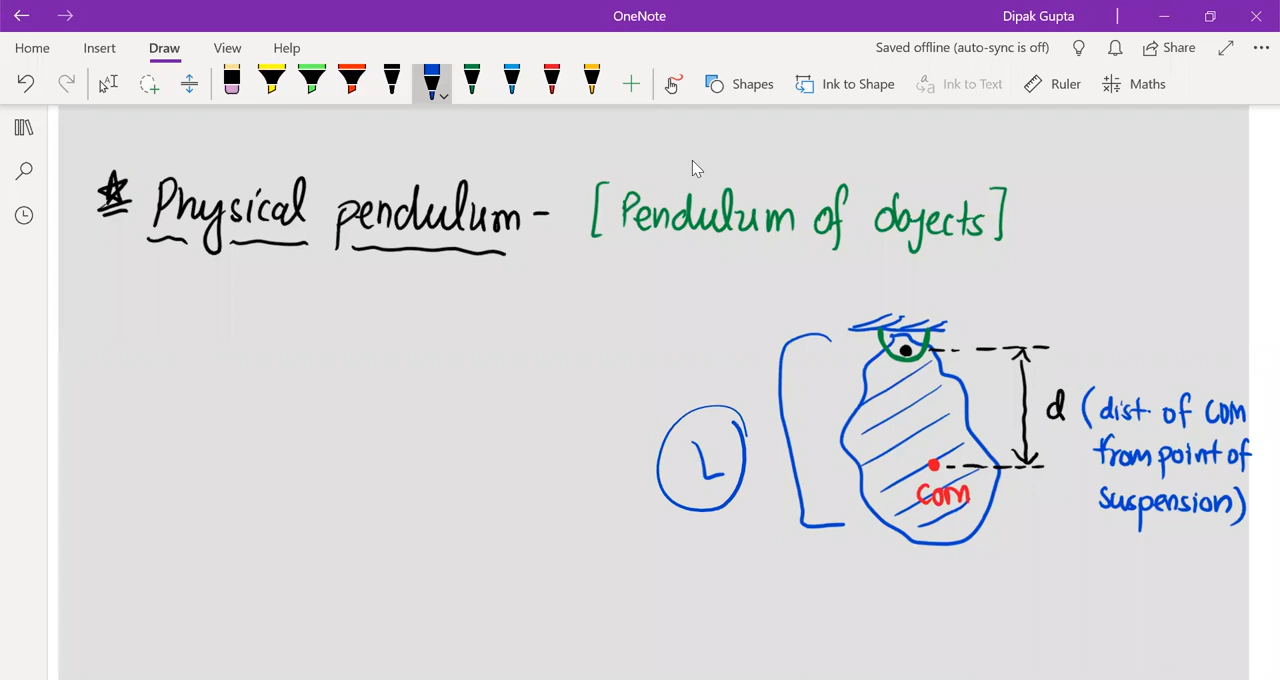 OneNote
Dipak Gupta
Home Insert Draw View Help
Saved offline (auto-sync is off) Share
Shapes Ink to Shape Ink to Text Ruler Maths
Physical pendulum - [Pendulum of objects]
d (dist. of COM
from point of
suspension)
L
COM